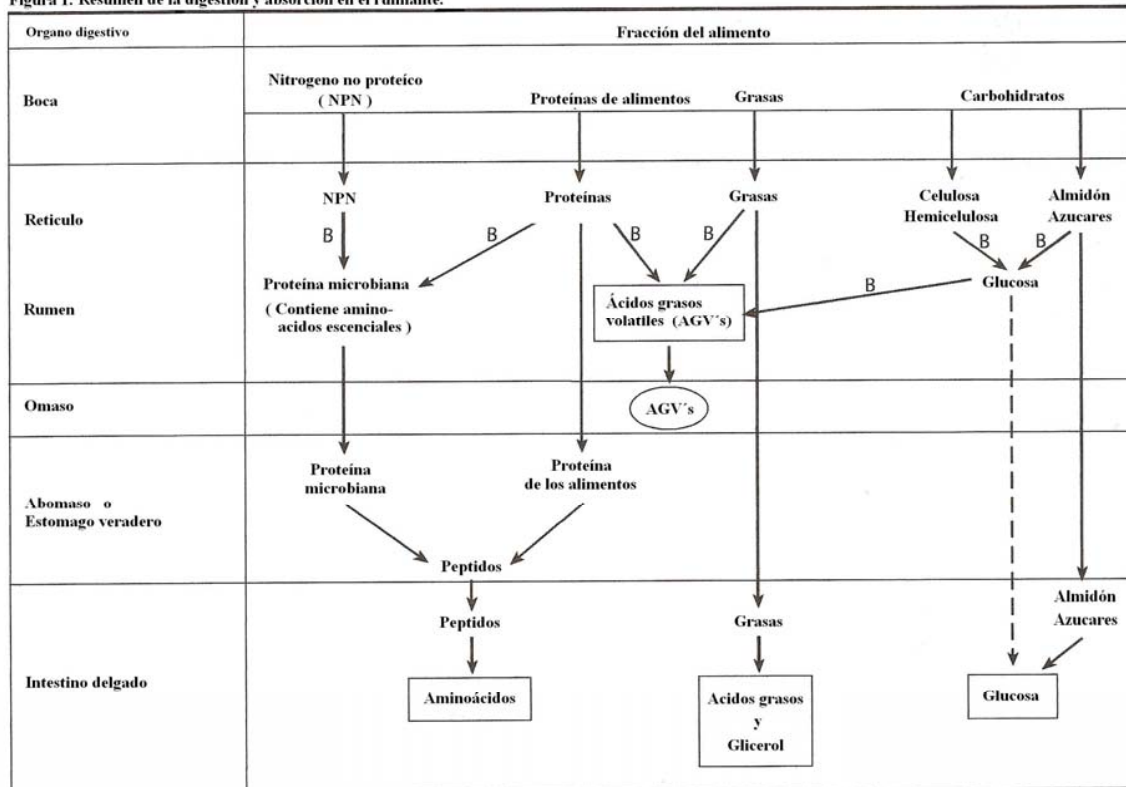 Figura 1. Resumen de la digestión y absorción en el rumiante.
Organo digestivo
Fracción del alimento
Boca
Nitrogeno no proteíco
( NPN )
Proteínas de alimentos
Grasas
Carbohidratos
Reticulo
NPN
Proteínas
Grasas
Celulosa
Hemicelulosa
Almidón
Azucares
B
B
B
B
B
B
Rumen
Proteína microbiana
( Contiene amino-
acidos escenciales )
Ácidos grasos
volatiles (AGV´s)
B
Glucosa
Omaso
AGV´s
Abomaso o
Estomago veradero
Proteína
microbiana
Proteína
de los alimentos
Peptidos
Intestino delgado
Peptidos
Grasas
Almidón
Azucares
Aminoácidos
Acidos grasos
y
Glicerol
Glucosa